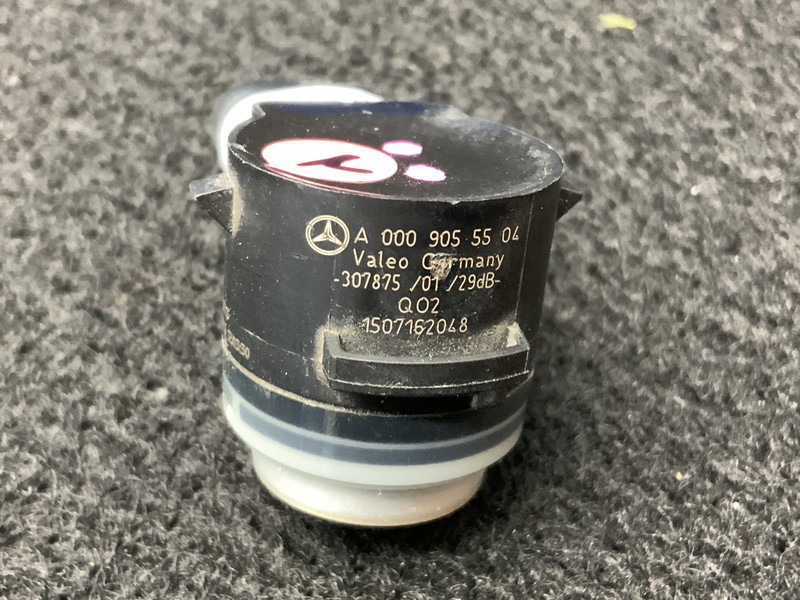 A 000 905 55 04
Valeo Germany
-307875 /01 /29dB-
Q02
1507162048